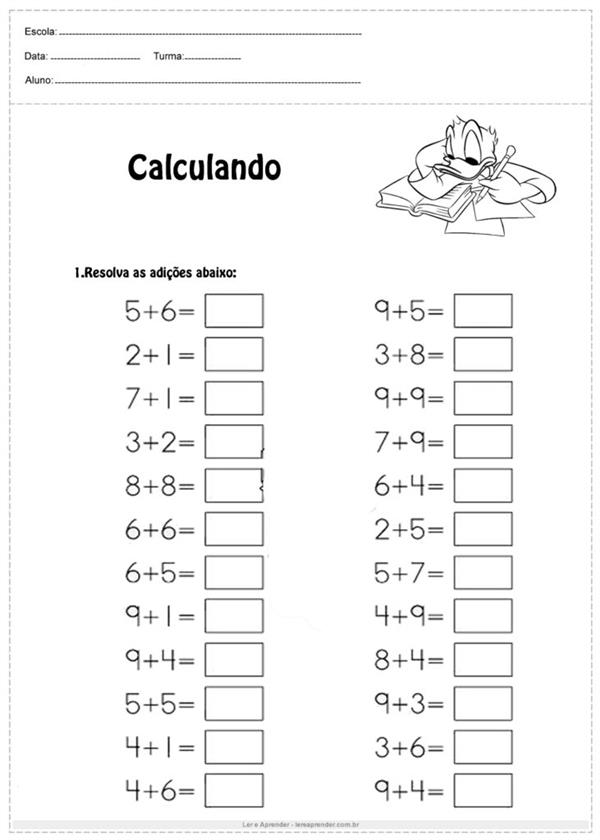 Escola:
Data: Turma:
Aluno:
Calculando
1.Resolva as adições abaixo:
5+6= 9+5=
2+1= 3+8=
7+1= 9+9=
3+2= 7+9=
8+8= 6+4=
6+6= 2+5=
6+5= 5+7=
9+1= 4+9=
9+4= 8+4=
5+5= 9+3=
4+1= 3+6=
4+6= 9+4=
Ler e Aprender - lereaprender.com.br